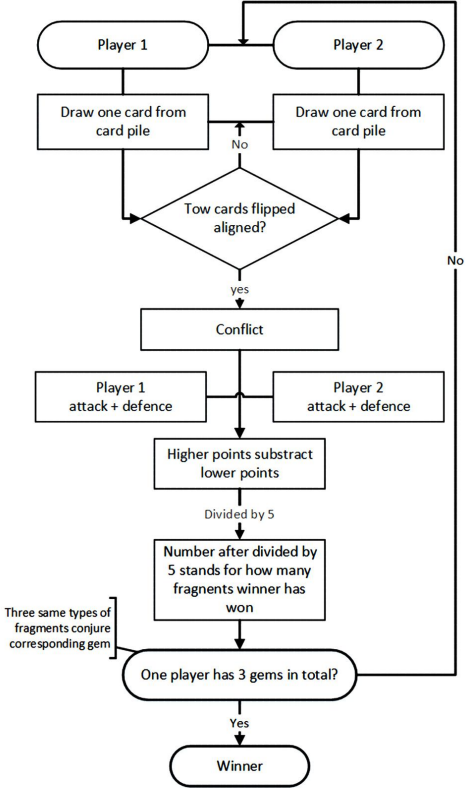 Player 1
Player 2
Draw one card from
card pile
Draw one card from
card pile
No
Tow cards flipped
aligned?
No
yes
Conflict
Player 1
attack + defence
Player 2
attack + defence
Higher points substract
lower points
Divided by 5
Number after divided by
5 stands for how many
fragnents winner has
won
Three same types of
fragments conjure
corresponding gem
One player has 3 gems in total?
Yes
Winner